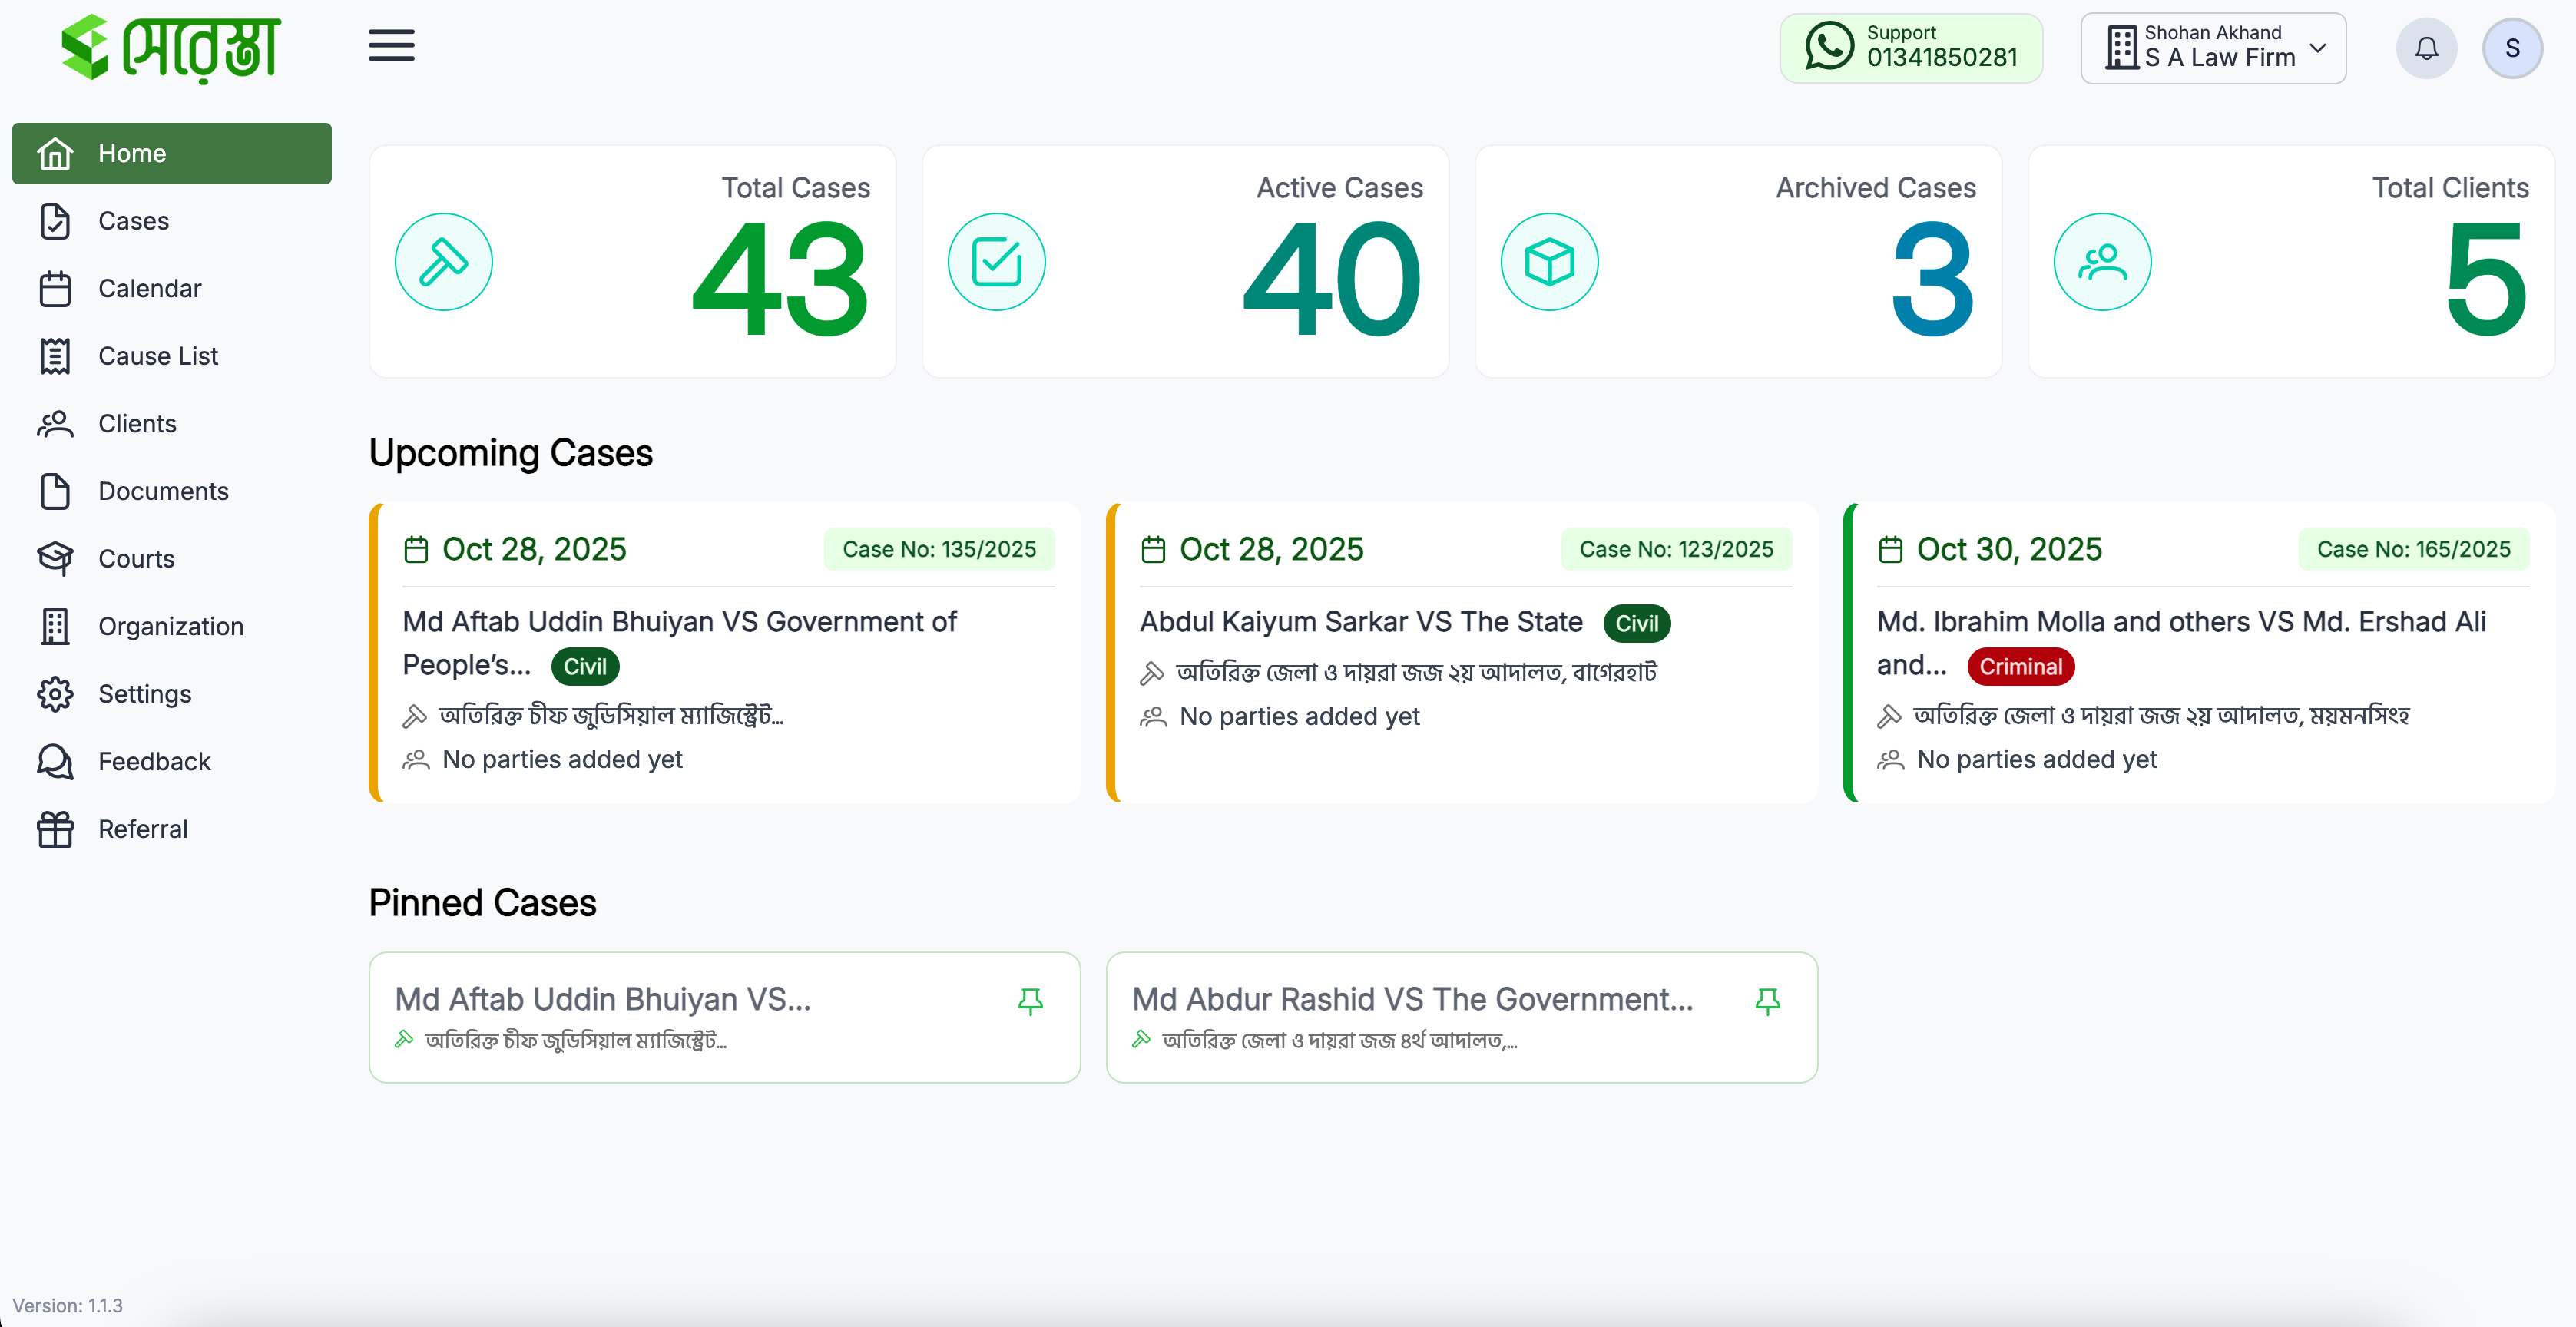 সেরেস্তা
Support
01341850281
Shohan Akhand
S A Law Firm
S
Home
Cases
Calendar
Cause List
Clients
Documents
Courts
Organization
Settings
Feedback
Referral
Version: 1.1.3
Total Cases
43
Active Cases
40
Archived Cases
3
Total Clients
5
Upcoming Cases
Oct 28, 2025
Case No: 135/2025
Md Aftab Uddin Bhuiyan VS Government of
People’s... Civil
অতিরিক্ত চীফ জুডিসিয়াল ম্যাজিস্ট্রেট...
No parties added yet
Oct 28, 2025
Case No: 123/2025
Abdul Kaiyum Sarkar VS The State Civil
অতিরিক্ত জেলা ও দায়রা জজ ২য় আদালত, বাগেরহাট
No parties added yet
Oct 30, 2025
Case No: 165/2025
Md. Ibrahim Molla and others VS Md. Ershad Ali
and... Criminal
অতিরিক্ত জেলা ও দায়রা জজ ২য় আদালত, ময়মনসিংহ
No parties added yet
Pinned Cases
Md Aftab Uddin Bhuiyan VS...
অতিরিক্ত চীফ জুডিসিয়াল ম্যাজিস্ট্রেট...
Md Abdur Rashid VS The Government...
অতিরিক্ত জেলা ও দায়রা জজ ৪র্থ আদালত,...